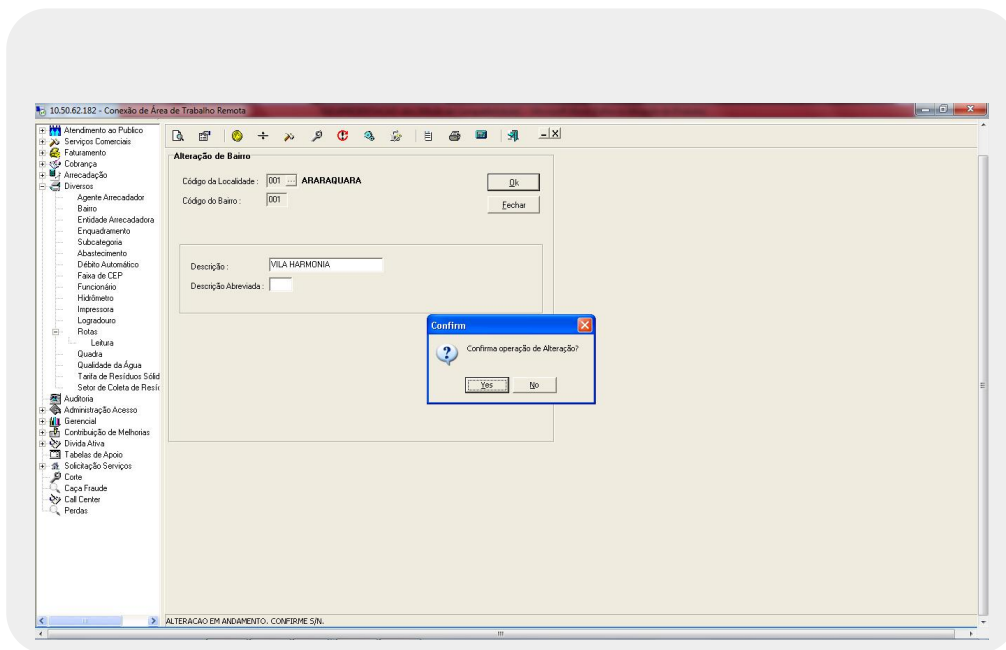 10.50.62.182 - Conexão de Área de Trabalho Remota
Atendimento ao Publico
Serviços Comerciais
Faturamento
Cobrança
Arrecadação
Diversos
Agente Arrecadador
Bairro
Entidade Arrecadadora
Enquadramento
Subcategoria
Abastecimento
Débito Automático
Faixa de CEP
Funcionário
Hidrômetro
Impressora
Logradouro
Rotas
Leitura
Quadra
Qualidade da Água
Tarifa de Resíduos Sólid
Setor de Coleta de Resíc
Auditoria
Administração Acesso
Gerencial
Contribuição de Melhorias
Divida Ativa
Tabelas de Apoio
Solicitação Serviços
Corte
Caça Fraude
Call Center
Perdas
Alteração de Bairro
Código da Localidade : 001 ... ARARAQUARA
Ok
Código do Bairro : 001
Fechar
Descrição : VILA HARMONIA
Descrição Abreviada :
Confirm
Confirma operação de Alteração?
Yes No
ALTERACAO EM ANDAMENTO. CONFIRME S/N.